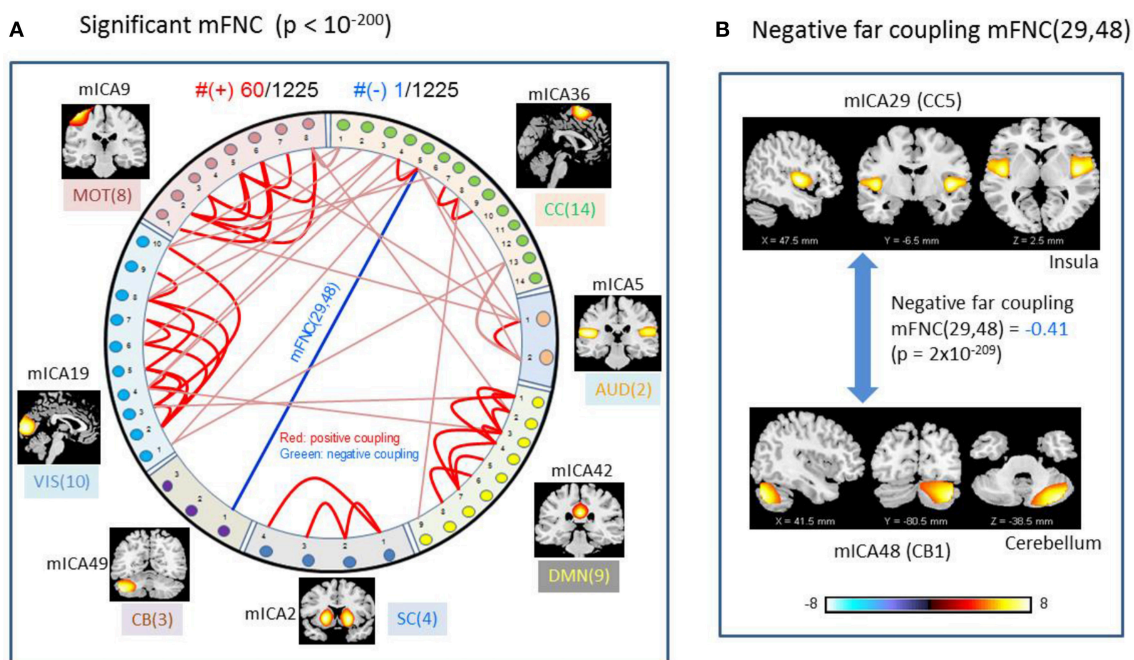 A
Significant mFNC (p < 10-200)
B
Negative far coupling mFNC(29,48)
mICA9
#(+) 60/1225
#(-) 1/1225
mICA36
MOT(8)
CC(14)
mICA5
AUD(2)
mICA19
VIS(10)
mFNC(29,48)
Red: positive coupling
Greeen: negative coupling
mICA42
DMN(9)
mICA49
CB(3)
mICA2
SC(4)
mICA29 (CC5)
X = 47.5 mm
Y = -6.5 mm
Z = 2.5 mm
Insula
Negative far coupling
mFNC(29,48) = -0.41
(p = 2x10-209)
X = 41.5 mm
Y = -80.5 mm
Z = -38.5 mm
mICA48 (CB1)
Cerebellum
-8
8